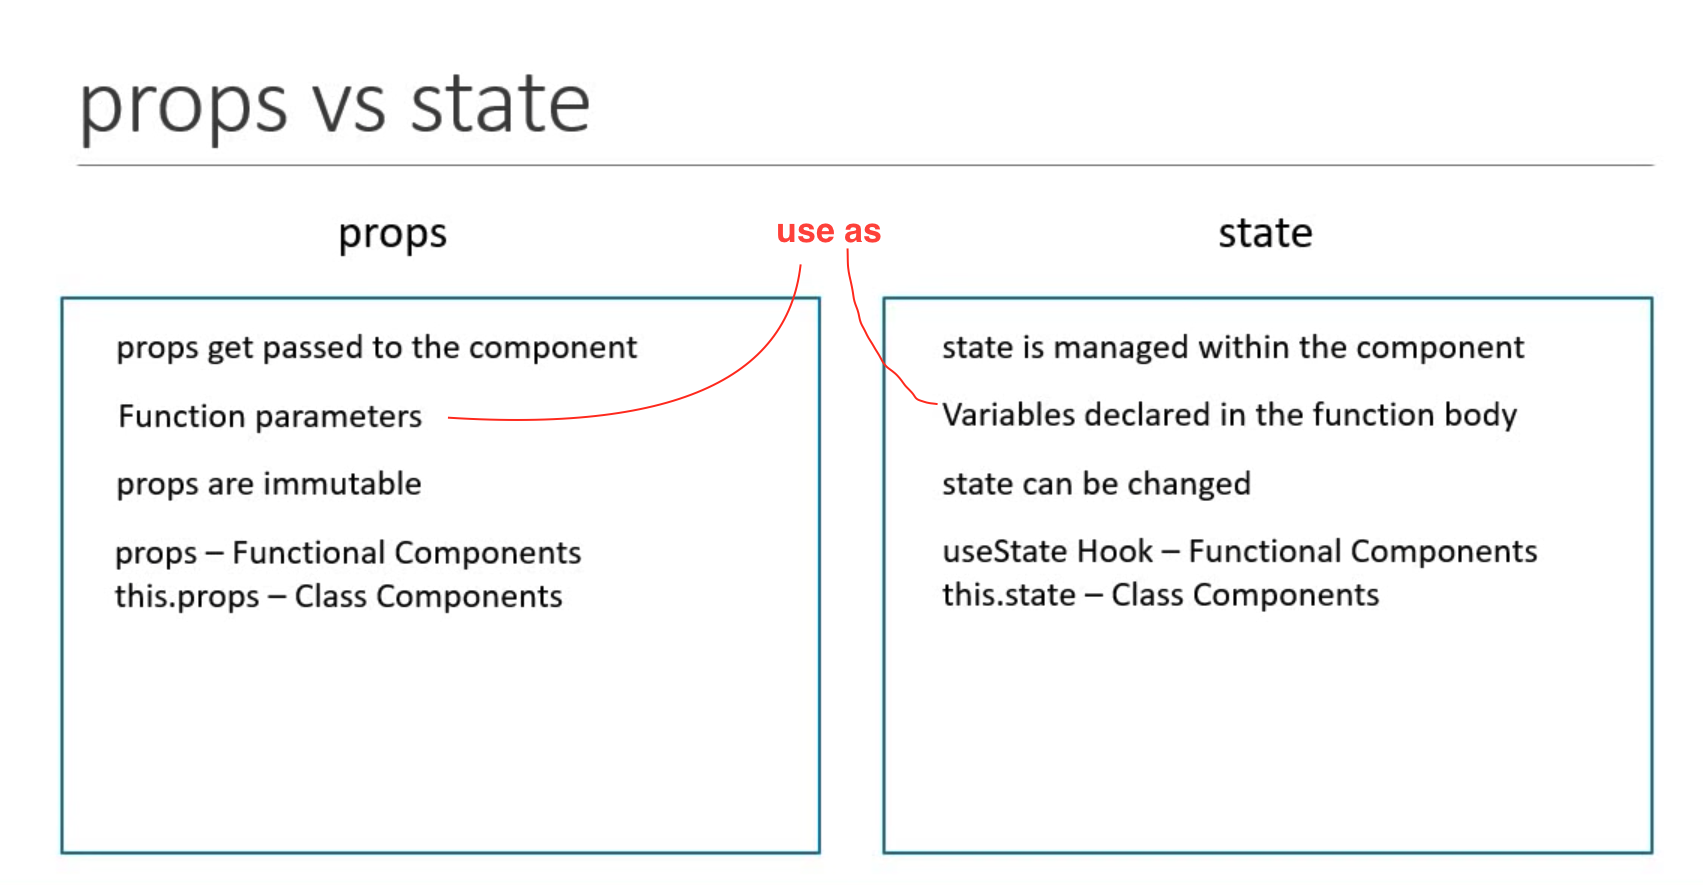 props vs state
props
use as
state
props get passed to the component
Function parameters
props are immutable
props – Functional Components
this.props – Class Components
state is managed within the component
Variables declared in the function body
state can be changed
useState Hook – Functional Components
this.state – Class Components